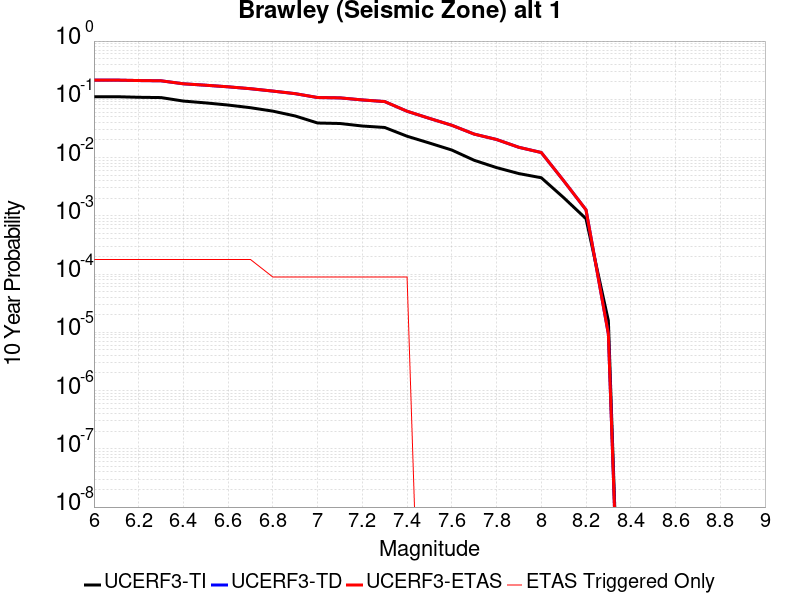 Brawley (Seismic Zone) alt 1
10^0
10^-1
10^-2
10^-3
10^-4
10^-5
10^-6
10^-7
10^-8
10 Year Probability
6 6.2 6.4 6.6 6.8 7 7.2 7.4 7.6 7.8 8 8.2 8.4 8.6 8.8 9
Magnitude
UCERF3-TI UCERF3-TD UCERF3-ETAS ETAS Triggered Only